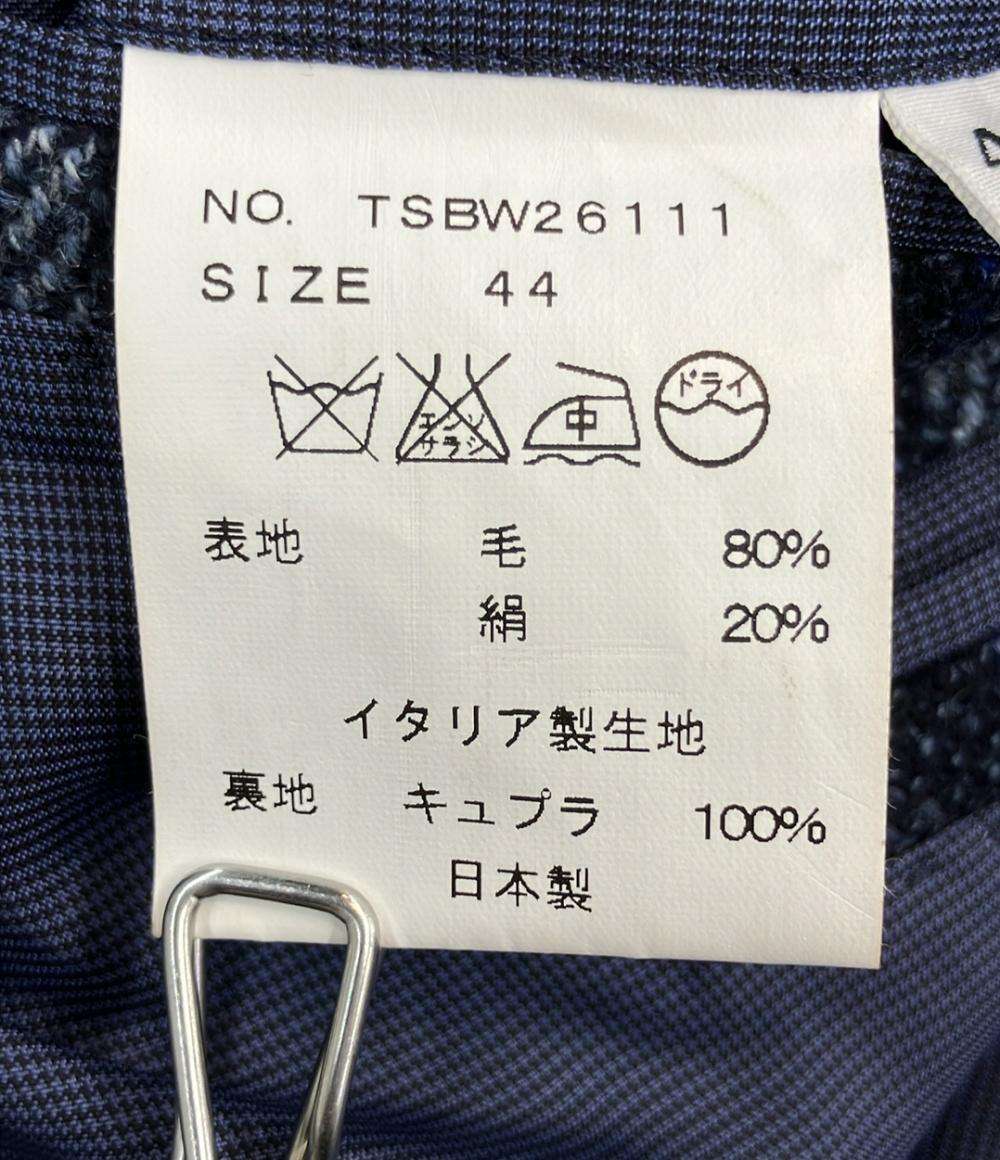 NO. TSBW26111
SIZE 44
エンソ サラシ 中 ドライ
表地 毛 80%
絹 20%
イタリア製生地
裏地 キュプラ 100%
日本製